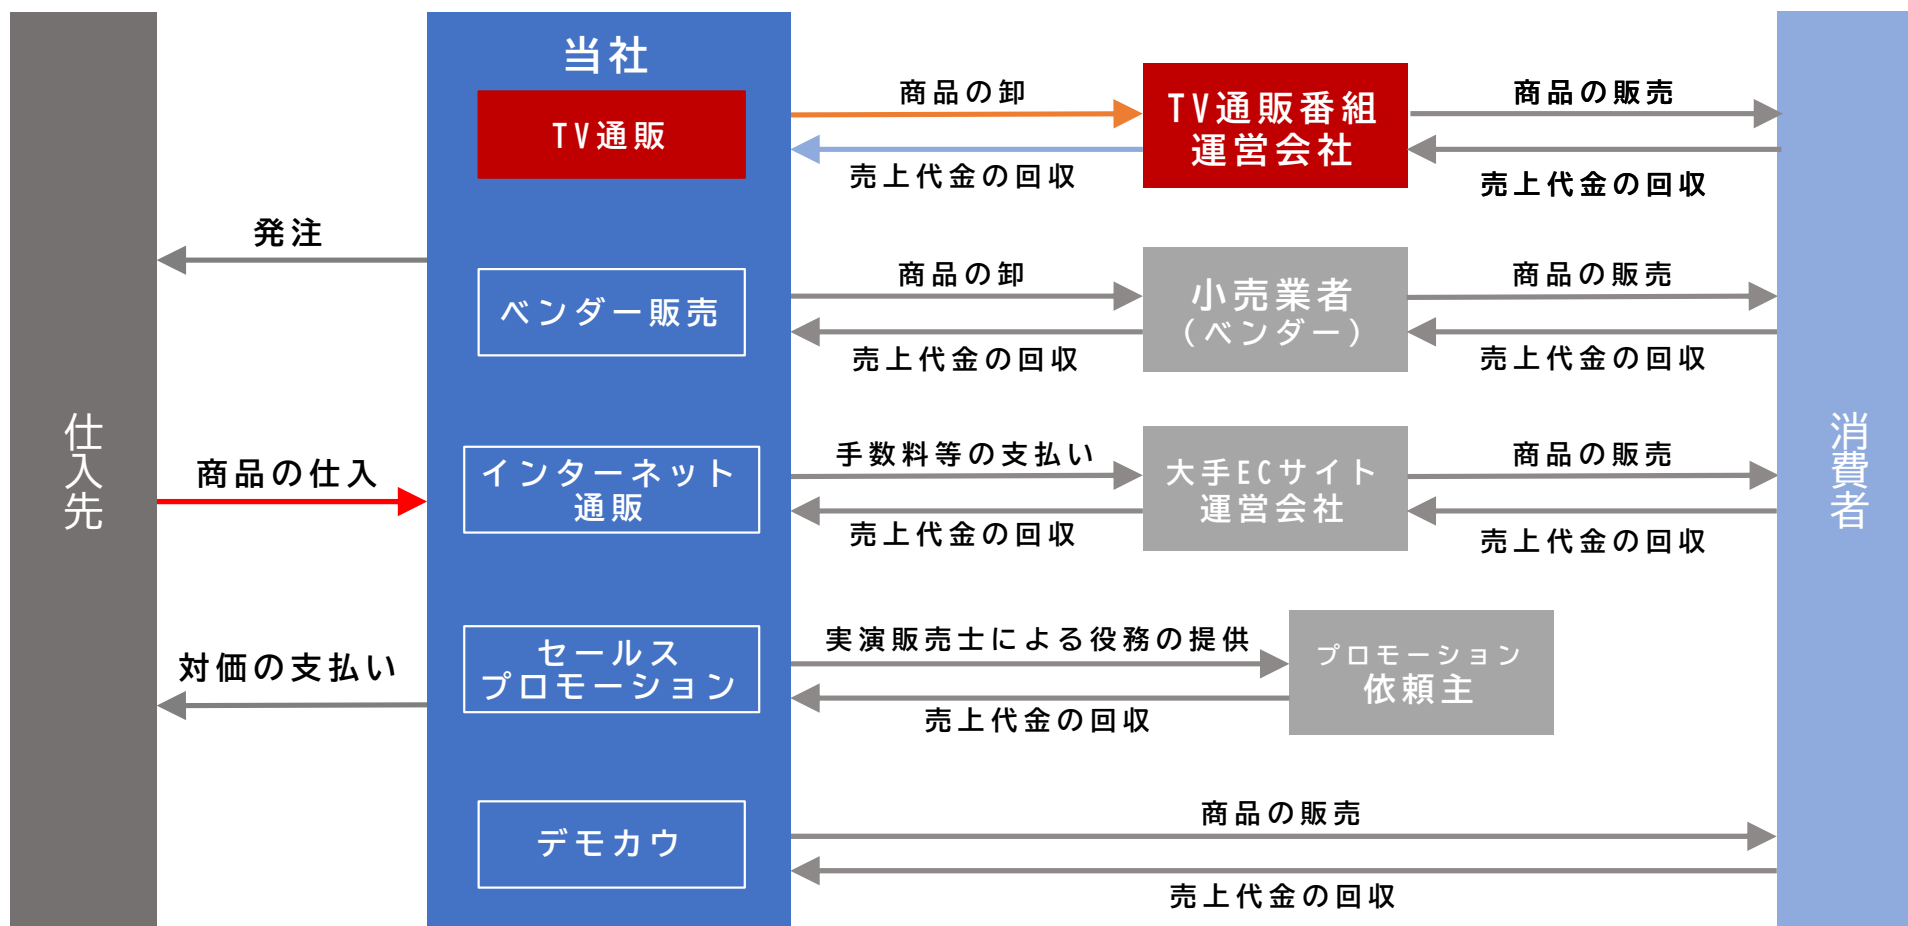 当社
TV通販
商品の卸
売上代金の回収
TV通販番組
運営会社
商品の販売
売上代金の回収
発注
ベンダー販売
商品の卸
売上代金の回収
小売業者
(ベンダー)
商品の販売
売上代金の回収
仕入先
商品の仕入
インターネット
通販
手数料等の支払い
売上代金の回収
大手ECサイト
運営会社
商品の販売
売上代金の回収
消費者
対価の支払い
セールス
プロモーション
実演販売士による役務の提供
売上代金の回収
プロモーション
依頼主
デモカウ
商品の販売
売上代金の回収